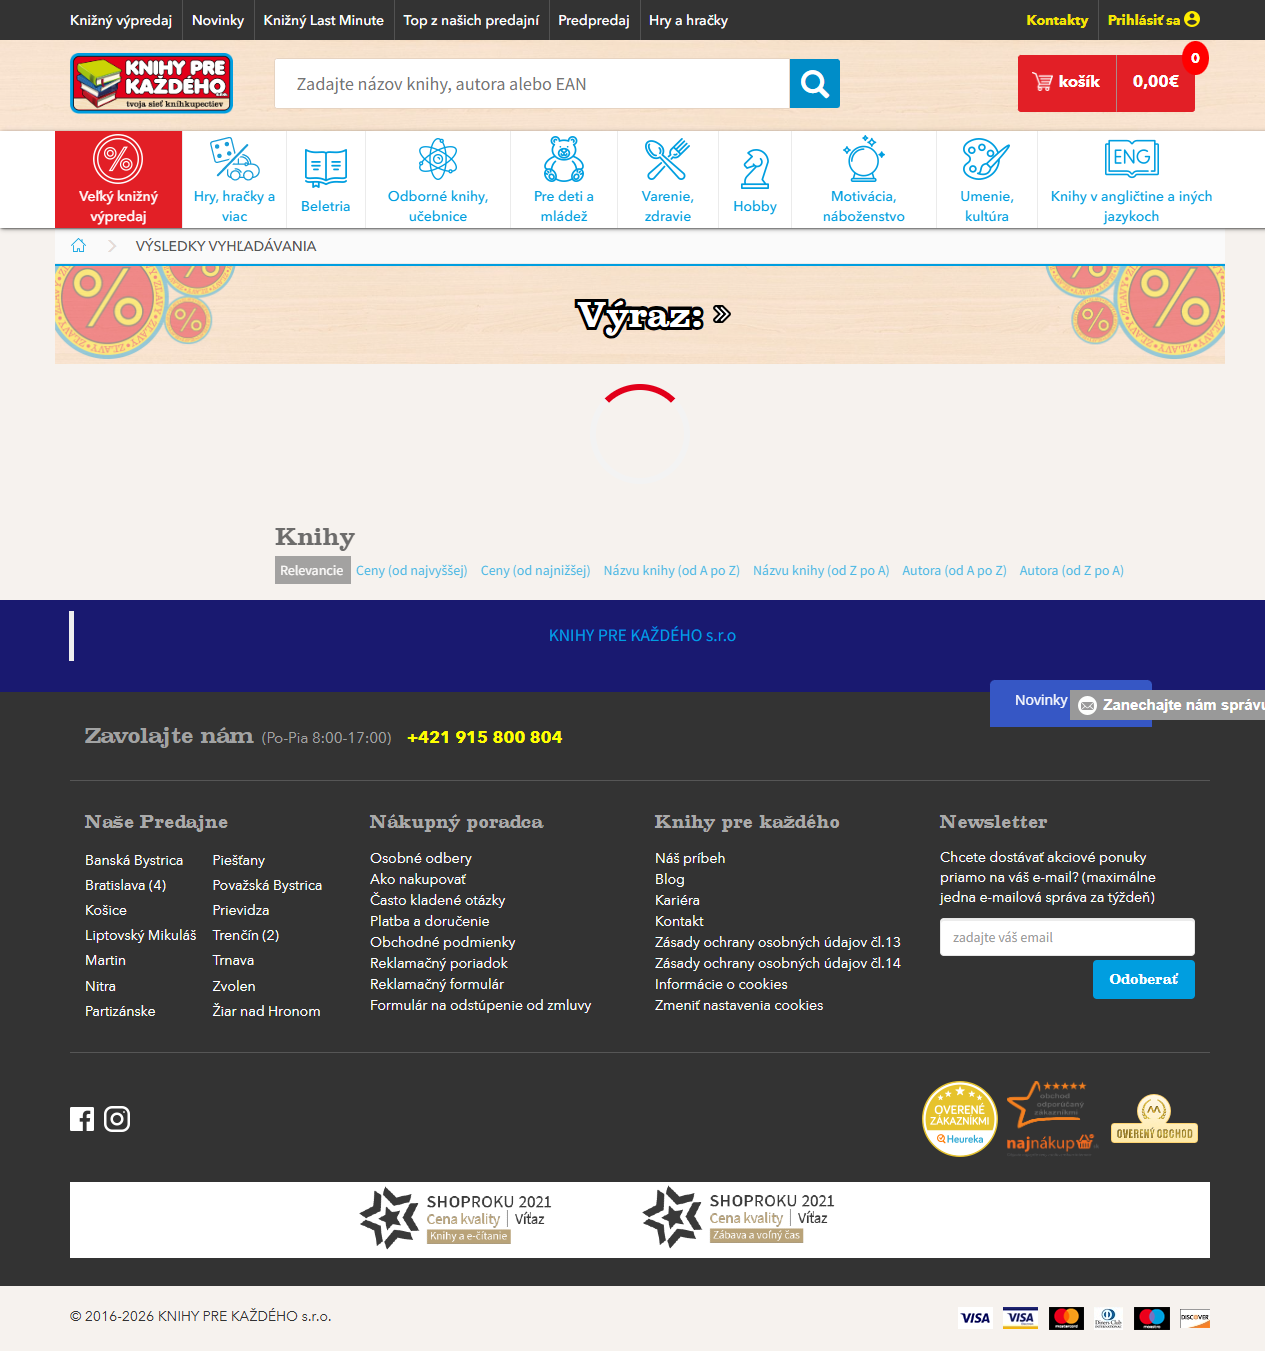 Knižný výpredaj Novinky Knižný Last Minute Top z našich predajní Predpredaj Hry a hračky Kontakty Prihlásiť sa
KNIHY PRE
KAŽDÉHO s.r.o.
tvoja sieť kníhkupectiev
Zadajte názov knihy, autora alebo EAN
košík 0,00€ 0
Veľký knižný
výpredaj
Hry, hračky a
viac
Beletria
Odborné knihy,
učebnice
Pre deti a
mládež
Varenie,
zdravie
Hobby
Motivácia,
náboženstvo
Umenie,
kultúra
ENG
Knihy v angličtine a iných
jazykoch
VÝSLEDKY VYHĽADÁVANIA
Výraz:
Knihy
Relevancie Ceny (od najvyššej) Ceny (od najnižšej) Názvu knihy (od A po Z) Názvu knihy (od Z po A) Autora (od A po Z) Autora (od Z po A)
KNIHY PRE KAŽDÉHO s.r.o
Novinky
Zanechajte nám správu
Zavolajte nám (Po-Pia 8:00-17:00) +421 915 800 804
Naše Predajne
Banská Bystrica
Bratislava (4)
Košice
Liptovský Mikuláš
Martin
Nitra
Partizánske
Piešťany
Považská Bystrica
Prievidza
Trenčín (2)
Trnava
Zvolen
Žiar nad Hronom
Nákupný poradca
Osobné odbery
Ako nakupovať
Často kladené otázky
Platba a doručenie
Obchodné podmienky
Reklamačný poriadok
Reklamačný formulár
Formulár na odstúpenie od zmluvy
Knihy pre každého
Náš príbeh
Blog
Kariéra
Kontakt
Zásady ochrany osobných údajov čl.13
Zásady ochrany osobných údajov čl.14
Informácie o cookies
Zmeniť nastavenia cookies
Newsletter
Chcete dostávať akciové ponuky
priamo na váš e-mail? (maximálne
jedna e-mailová správa za týždeň)
zadajte váš email
Odoberať
OVERENÉ
ZÁKAZNÍKMI
Heureka
obchod
odporúčaný
zákazníkmi
najnákup
OVERENÝ OBCHOD
SHOPROKU 2021
Cena kvality Víťaz
Knihy a e-čítanie
SHOPROKU 2021
Cena kvality Víťaz
Zábava a voľný čas
© 2016-2026 KNIHY PRE KAŽDÉHO s.r.o.
VISA VISA mastercard Diners Club INTERNATIONAL maestro DISCOVER